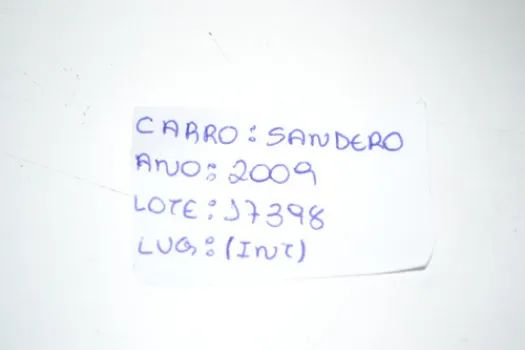 CARRO: SANDERO
ANO: 2009
LOTE: 17398
LUG: (INT)